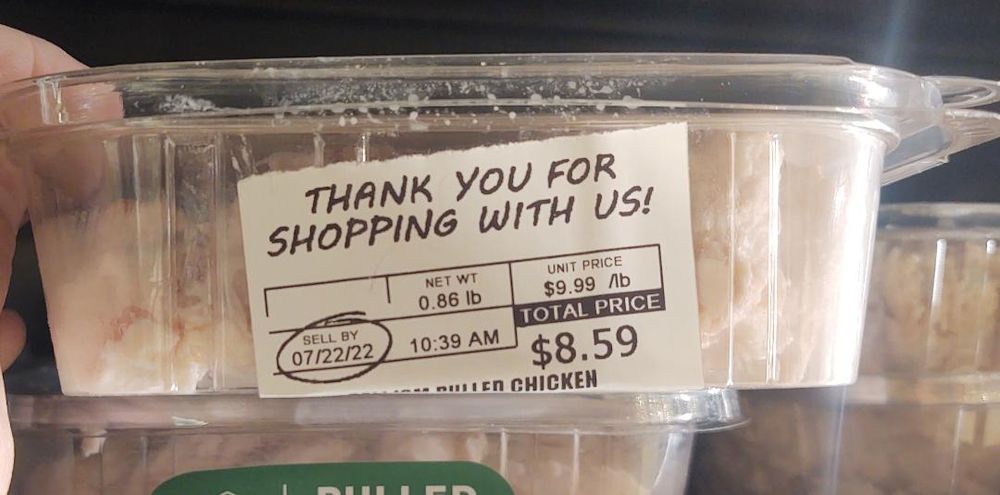 THANK YOU FOR
SHOPPING WITH US!
NET WT
0.86 lb
UNIT PRICE
$9.99 /lb
SELL BY
07/22/22
10:39 AM
TOTAL PRICE
$8.59
PULLED CHICKEN
PULLED